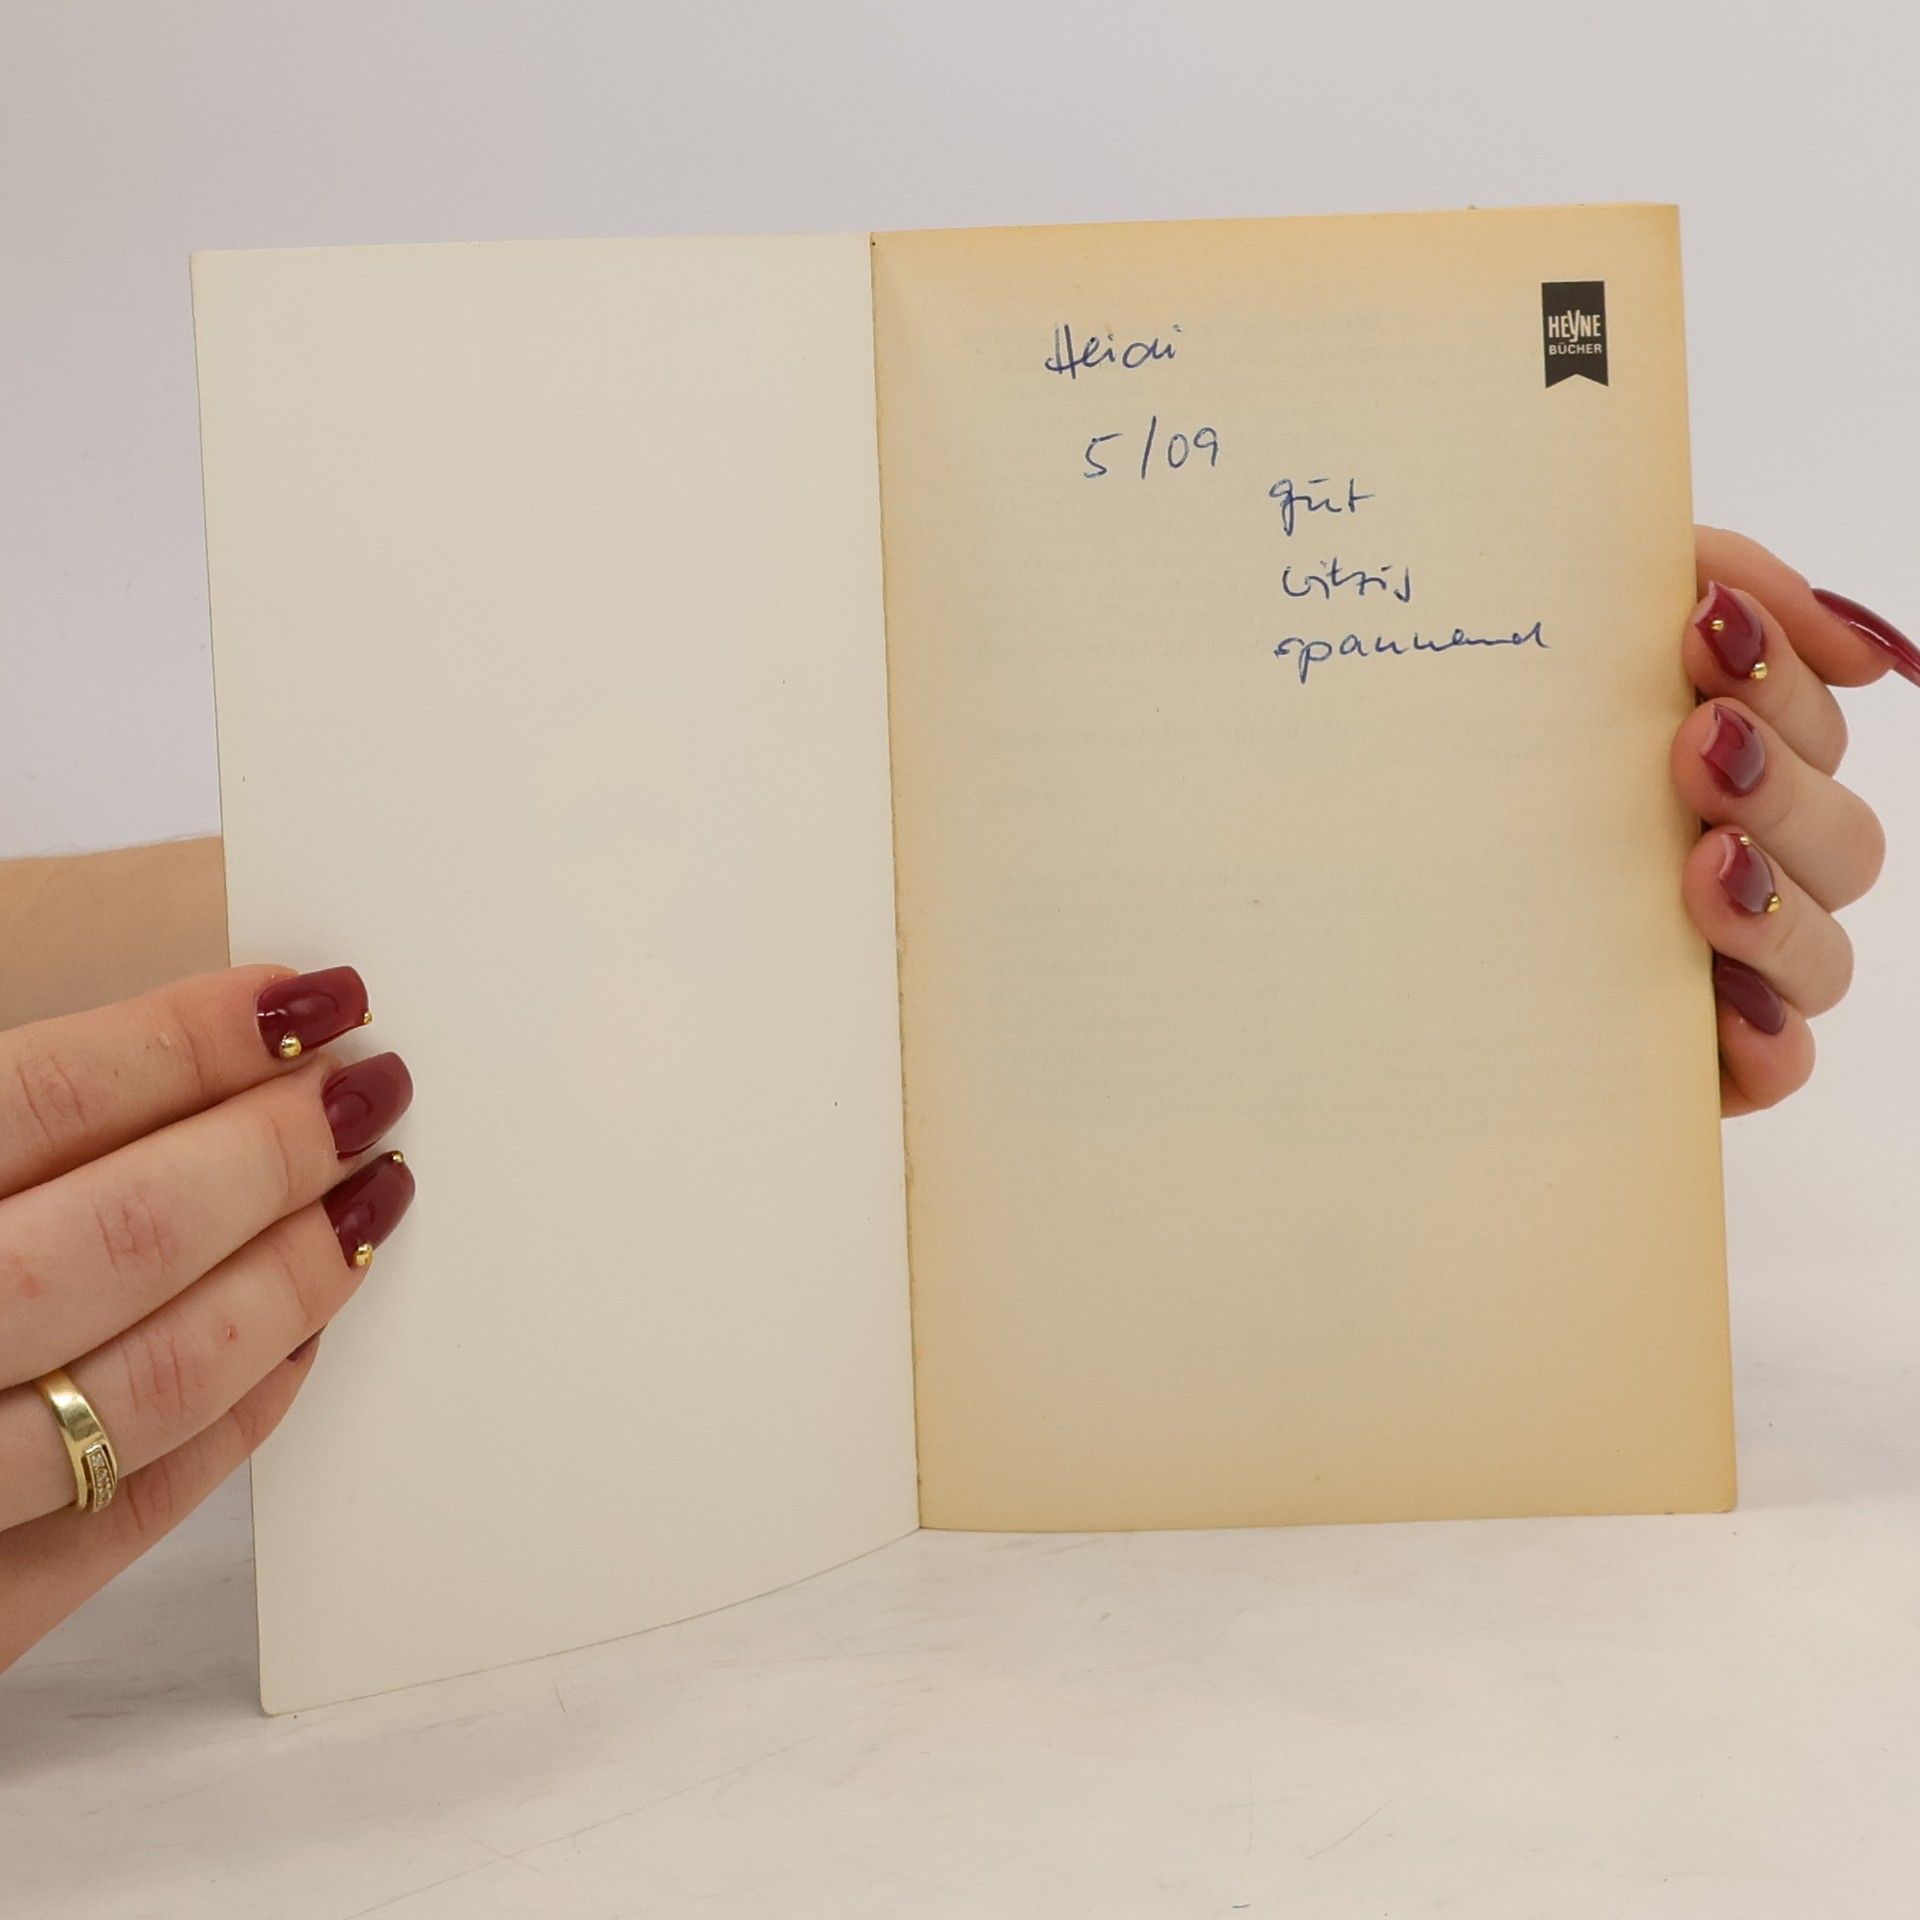 HEYNE
BÜCHER
Heidi
5/09
gut
witzig
spannend